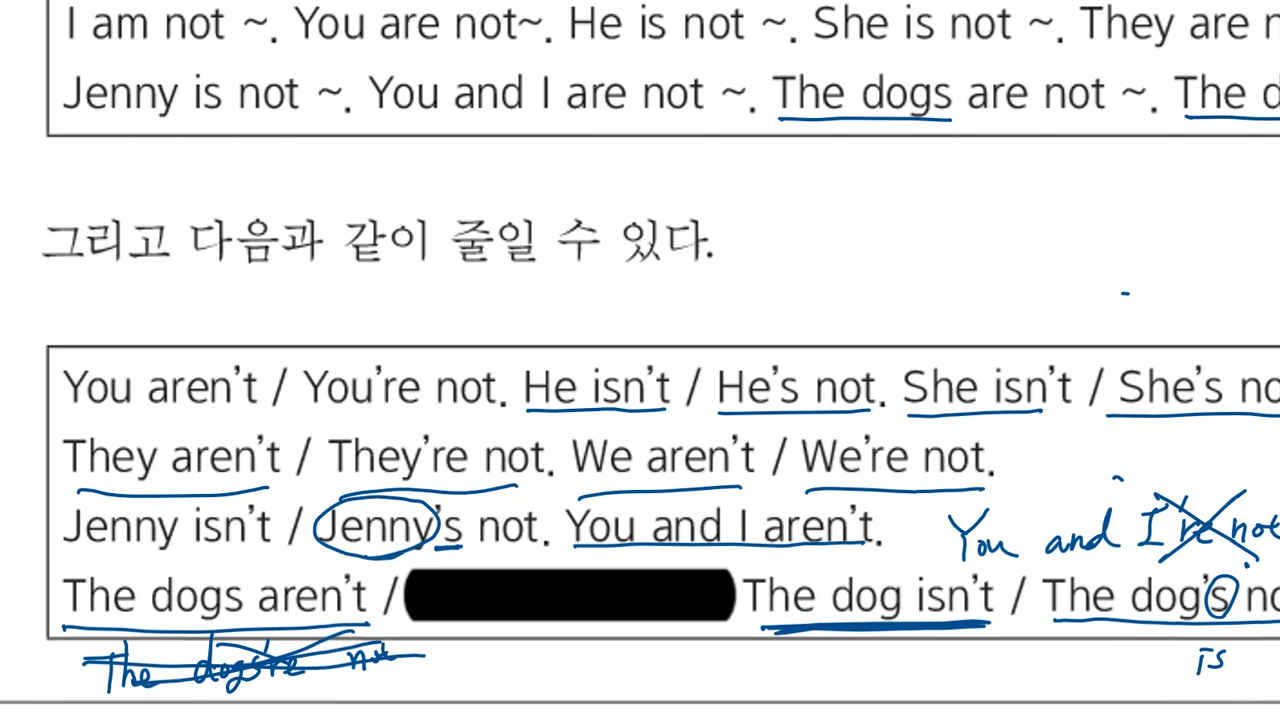 I am not ~. You are not~. He is not ~. She is not ~. They are n
Jenny is not ~. You and I are not ~. The dogs are not ~. The d
그리고 다음과 같이 줄일 수 있다.
You aren't / You're not. He isn't / He's not. She isn't / She's no
They aren't / They're not. We aren't / We're not.
Jenny isn't / Jenny's not. You and I aren't. You and I're not
The dogs aren't / The dog isn't / The dog's no
The dogs're not is